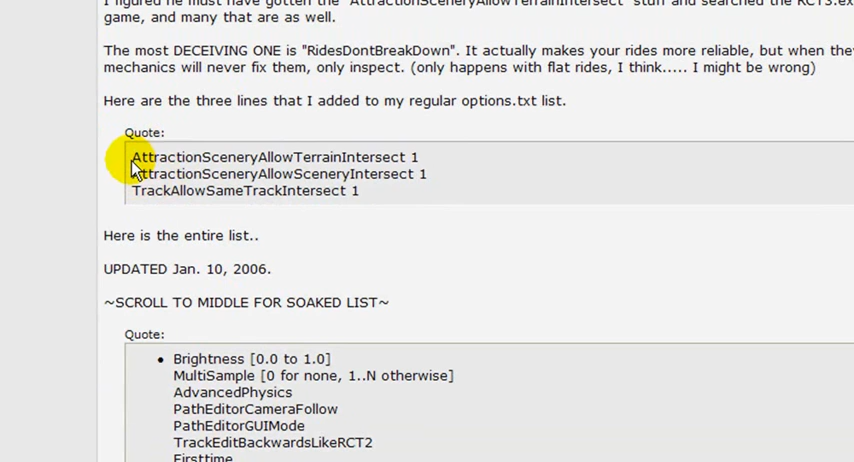 I figured he must have gotten the "AttractionSceneryAllowTerrainIntersect" stuff and searched the RCT3.ex
game, and many that are as well.
The most DECEIVING ONE is "RidesDontBreakDown". It actually makes your rides more reliable, but when the
mechanics will never fix them, only inspect. (only happens with flat rides, I think..... I might be wrong)
Here are the three lines that I added to my regular options.txt list.
Quote:
AttractionSceneryAllowTerrainIntersect 1
AttractionSceneryAllowSceneryIntersect 1
TrackAllowSameTrackIntersect 1
Here is the entire list..
UPDATED Jan. 10, 2006.
~SCROLL TO MIDDLE FOR SOAKED LIST~
Quote:
• Brightness [0.0 to 1.0]
MultiSample [0 for none, 1..N otherwise]
AdvancedPhysics
PathEditorCameraFollow
PathEditorGUIMode
TrackEditBackwardsLikeRCT2
Firsttime